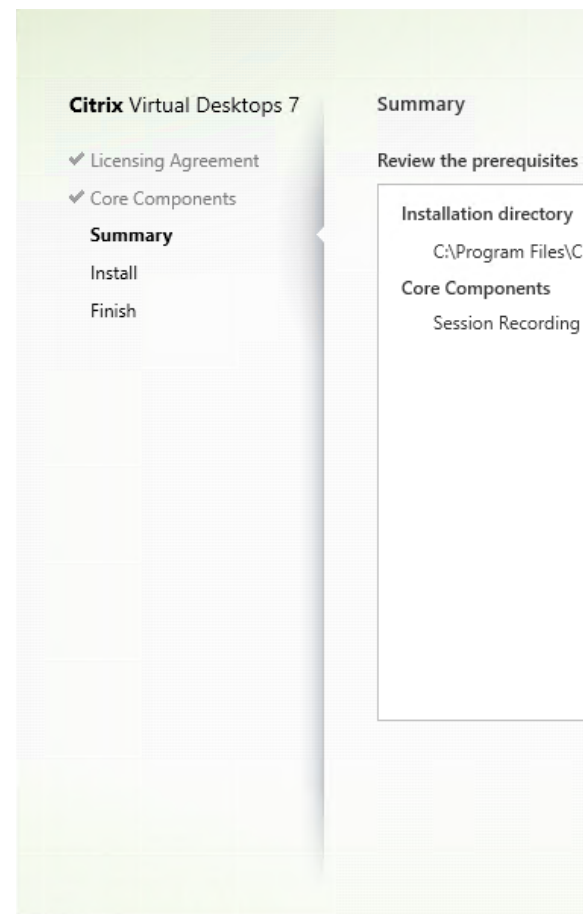 Citrix Virtual Desktops 7
✔ Licensing Agreement
✔ Core Components
Summary
Install
Finish
Summary
Review the prerequisites
Installation directory
C:\Program Files\C
Core Components
Session Recording